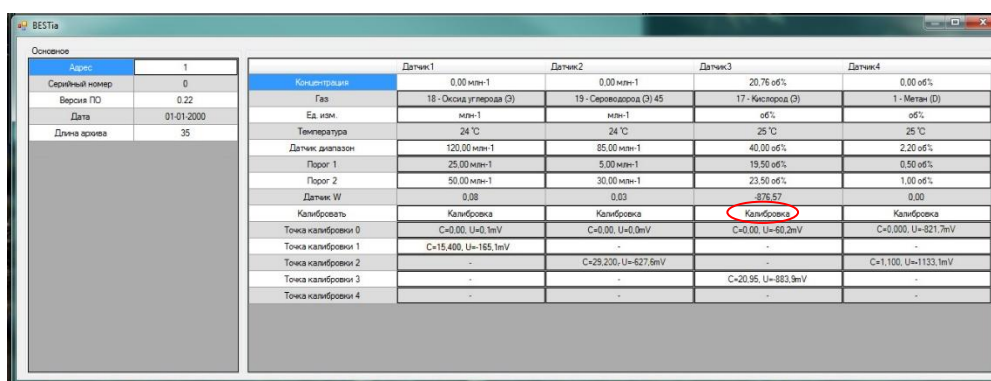 BESTia
Основное
Адрес 1
Серийный номер 0
Версия ПО 0.22
Дата 01-01-2000
Длина архива 35
Датчик1 Датчик2 Датчик3 Датчик4
Концентрация 0,00 млн-1 0,00 млн-1 20,76 об% 0,00 об%
Газ 18 - Оксид углерода (Э) 19 - Сероводород (Э) 45 17 - Кислород (Э) 1 - Метан (D)
Ед. изм. млн-1 млн-1 об% об%
Температура 24 °C 24 °C 25 °C 25 °C
Датчик диапазон 120,00 млн-1 85,00 млн-1 40,00 об% 2,20 об%
Порог 1 25,00 млн-1 5,00 млн-1 19,50 об% 0,50 об%
Порог 2 50,00 млн-1 30,00 млн-1 23,50 об% 1,00 об%
Датчик W 0,08 0,03 -876,57 0,00
Калибровать Калибровка Калибровка Калибровка Калибровка
Точка калибровки 0 C=0,00, U=0,1mV C=0,00, U=0,0mV C=0,00, U=-60,2mV C=0,000, U=-821,7mV
Точка калибровки 1 C=15,400, U=-165,1mV - - -
Точка калибровки 2 - C=29,200, U=-627,6mV - C=1,100, U=-1133,1mV
Точка калибровки 3 - - C=20,95, U=-883,9mV -
Точка калибровки 4 - - - -